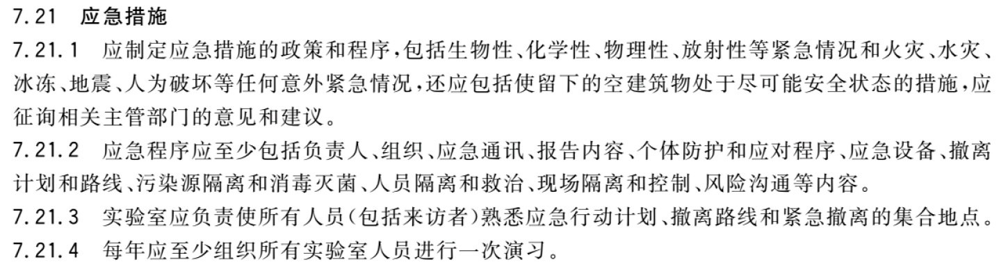 7.21 应急措施
7.21.1 应制定应急措施的政策和程序,包括生物性、化学性、物理性、放射性等紧急情况和火灾、水灾、
冰冻、地震、人为破坏等任何意外紧急情况,还应包括使留下的空建筑物处于尽可能安全状态的措施,应
征询相关主管部门的意见和建议。
7.21.2 应急程序应至少包括负责人、组织、应急通讯、报告内容、个体防护和应对程序、应急设备、撤离
计划和路线、污染源隔离和消毒灭菌、人员隔离和救治、现场隔离和控制、风险沟通等内容。
7.21.3 实验室应负责使所有人员(包括来访者)熟悉应急行动计划、撤离路线和紧急撤离的集合地点。
7.21.4 每年应至少组织所有实验室人员进行一次演习。